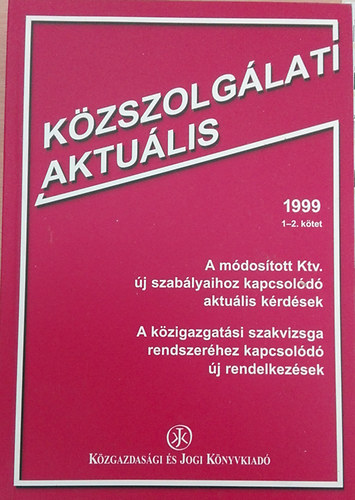 KÖZSZOLGÁLATI
AKTUÁLIS
1999
1–2. kötet
A módosított Ktv.
új szabályaihoz kapcsolódó
aktuális kérdések
A közigazgatási szakvizsga
rendszeréhez kapcsolódó
új rendelkezések
KJK
KÖZGAZDASÁGI ÉS JOGI KÖNYVKIADÓ